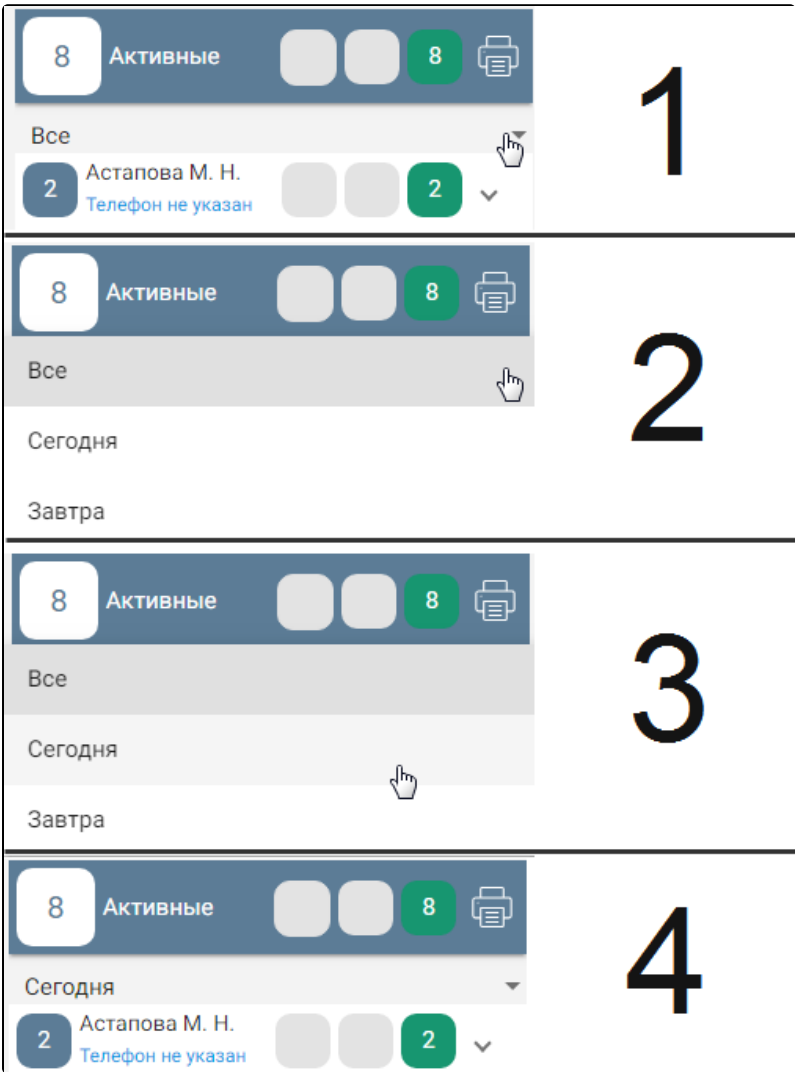 8 Активные 8
1
Все
2 Астапова М. Н. 2
Телефон не указан
8 Активные 8
2
Все
Сегодня
Завтра
8 Активные 8
3
Все
Сегодня
Завтра
8 Активные 8
4
Сегодня
2 Астапова М. Н. 2
Телефон не указан